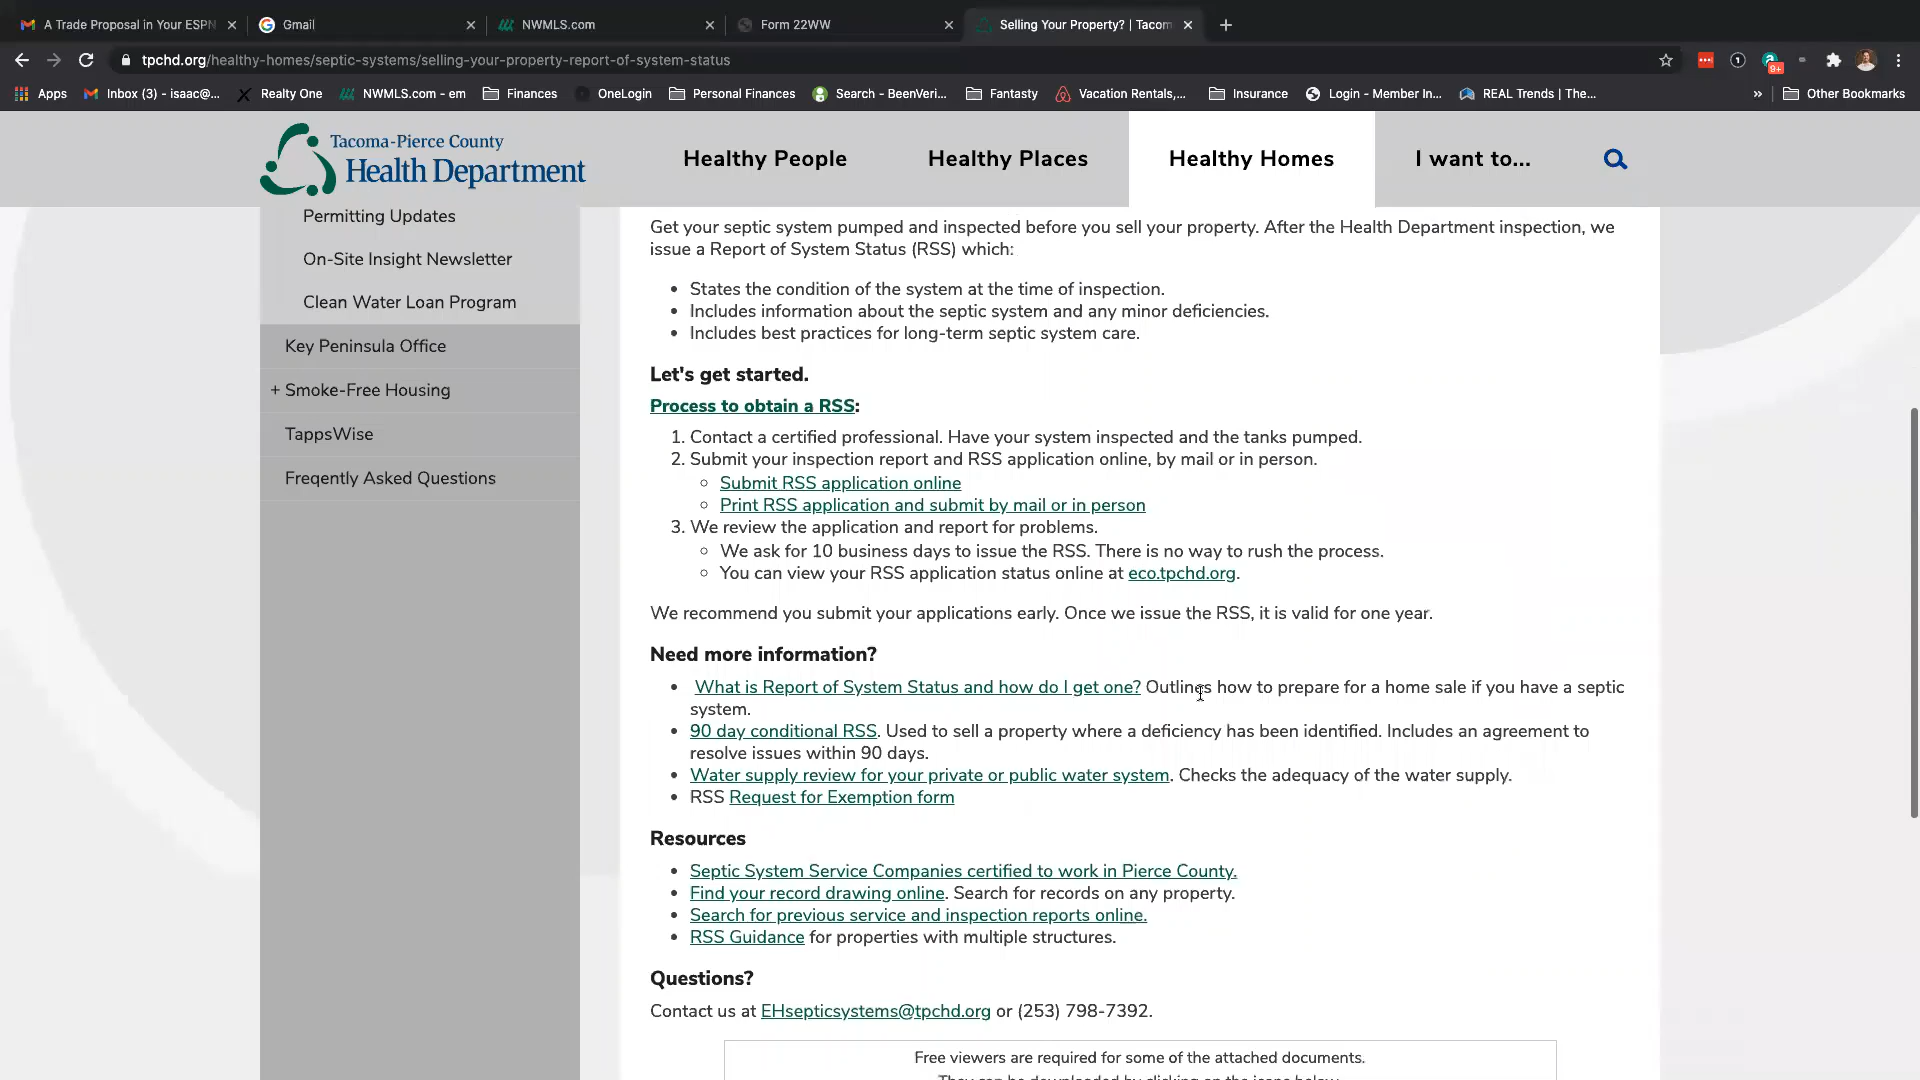 A Trade Proposal in Your ESPN
Gmail
NWMLS.com
Form 22WW
Selling Your Property? | Tacom
tpchd.org/healthy-homes/septic-systems/selling-your-property-report-of-system-status
Apps
Inbox (3) - isaac@...
Realty One
NWMLS.com - em
Finances
OneLogin
Personal Finances
Search - BeenVeri...
Fantasty
Vacation Rentals,...
Insurance
Login - Member In...
REAL Trends | The...
»
Other Bookmarks
9+
Tacoma-Pierce County
Health Department
Healthy People
Healthy Places
Healthy Homes
I want to...
Permitting Updates
On-Site Insight Newsletter
Clean Water Loan Program
Key Peninsula Office
+ Smoke-Free Housing
TappsWise
Freqently Asked Questions
Get your septic system pumped and inspected before you sell your property. After the Health Department inspection, we
issue a Report of System Status (RSS) which:
• States the condition of the system at the time of inspection.
• Includes information about the septic system and any minor deficiencies.
• Includes best practices for long-term septic system care.
Let's get started.
Process to obtain a RSS:
1. Contact a certified professional. Have your system inspected and the tanks pumped.
2. Submit your inspection report and RSS application online, by mail or in person.
Submit RSS application online
Print RSS application and submit by mail or in person
3. We review the application and report for problems.
We ask for 10 business days to issue the RSS. There is no way to rush the process.
You can view your RSS application status online at eco.tpchd.org.
We recommend you submit your applications early. Once we issue the RSS, it is valid for one year.
Need more information?
• What is Report of System Status and how do I get one? Outlines how to prepare for a home sale if you have a septic
system.
• 90 day conditional RSS. Used to sell a property where a deficiency has been identified. Includes an agreement to
resolve issues within 90 days.
• Water supply review for your private or public water system. Checks the adequacy of the water supply.
• RSS Request for Exemption form
Resources
• Septic System Service Companies certified to work in Pierce County.
• Find your record drawing online. Search for records on any property.
• Search for previous service and inspection reports online.
• RSS Guidance for properties with multiple structures.
Questions?
Contact us at EHsepticsystems@tpchd.org or (253) 798-7392.
Free viewers are required for some of the attached documents.
They can be downloaded by clicking on the icons below.